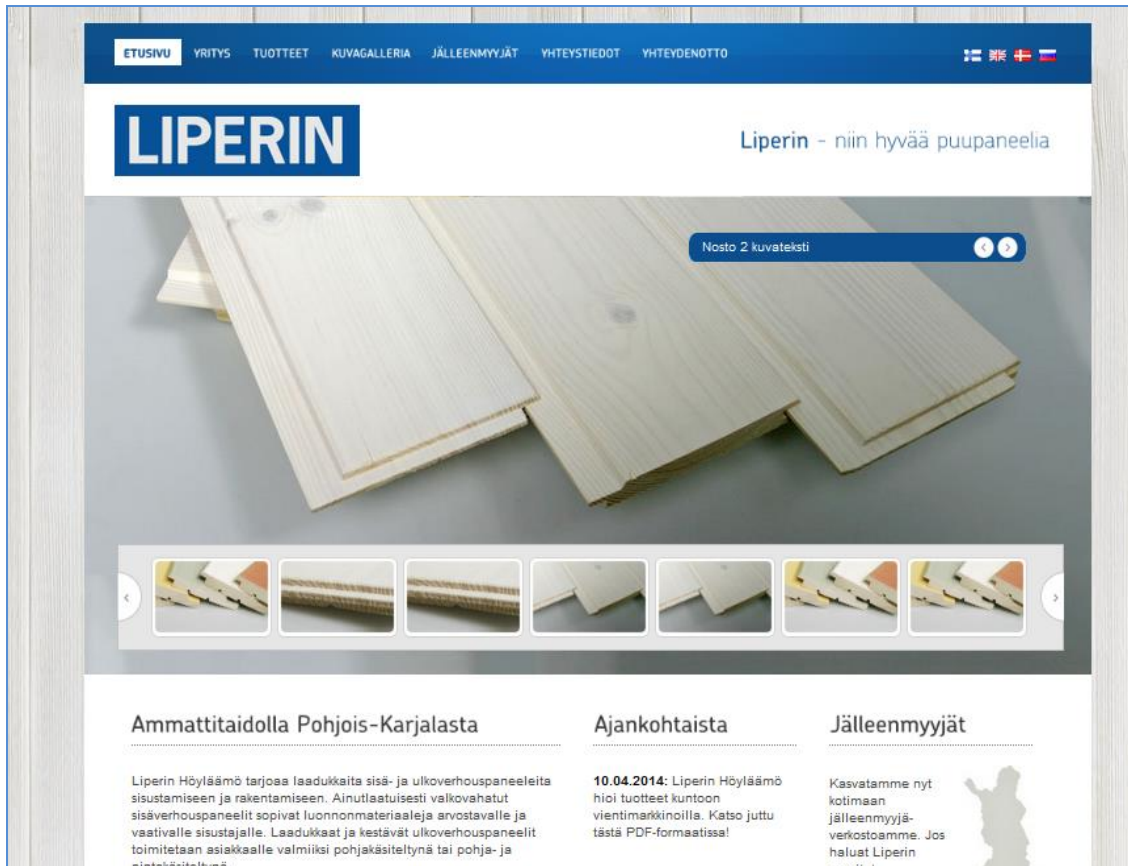 ETUSIVU YRITYS TUOTTEET KUVAGALLERIA JÄLLEENMYYJÄT YHTEYSTIEDOT YHTEYDENOTTO
LIPERIN
Liperin - niin hyvää puupaneelia
Nosto 2 kuvateksti
Ammattitaidolla Pohjois-Karjalasta
Liperin Höyläämö tarjoaa laadukkaita sisä- ja ulkoverhouspaneeleita
sisustamiseen ja rakentamiseen. Ainutlaatuisesti valkovahatut
sisäverhouspaneelit sopivat luonnonmateriaaleja arvostavalle ja
vaativalle sisustajalle. Laadukkaat ja kestävät ulkoverhouspaneelit
toimitetaan asiakkaalle valmiiksi pohjakäsiteltynä tai pohja- ja
Ajankohtaista
10.04.2014: Liperin Höyläämö
hioi tuotteet kuntoon
vientimarkkinoilla. Katso juttu
tästä PDF-formaatissa!
Jälleenmyyjät
Kasvatamme nyt
kotimaan
jälleenmyyjä-
verkostoamme. Jos
haluat Liperin